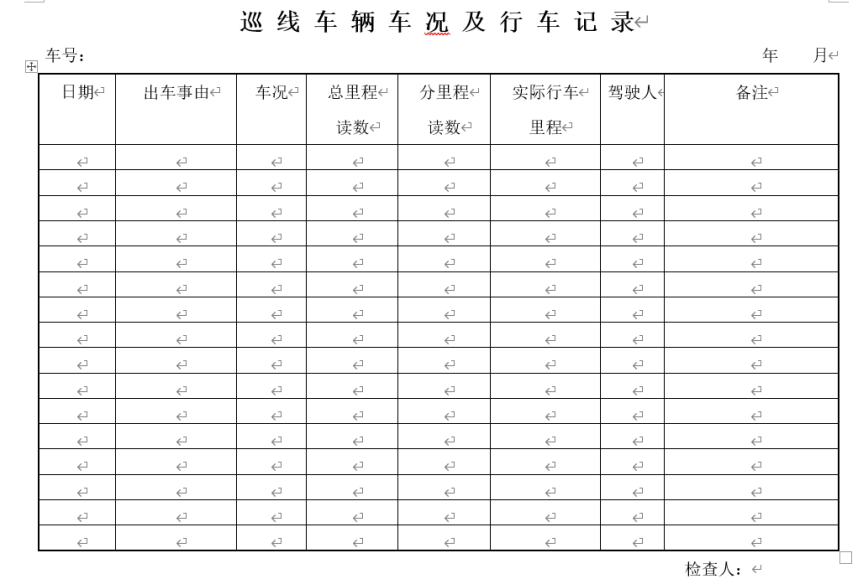 巡线车辆车况及行车记录
车号： 年 月
日期 出车事由 车况 总里程读数 分里程读数 实际行车里程 驾驶人 备注
检查人：